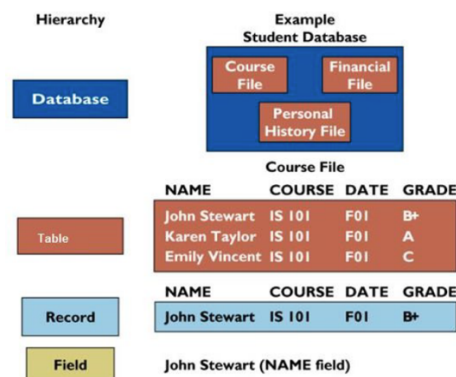 Hierarchy
Example
Student Database
Database
Course
File
Financial
File
Personal
History File
Course File
NAME COURSE DATE GRADE
Table
John Stewart IS 101 F01 B+
Karen Taylor IS 101 F01 A
Emily Vincent IS 101 F01 C
NAME COURSE DATE GRADE
Record
John Stewart IS 101 F01 B+
Field
John Stewart (NAME field)